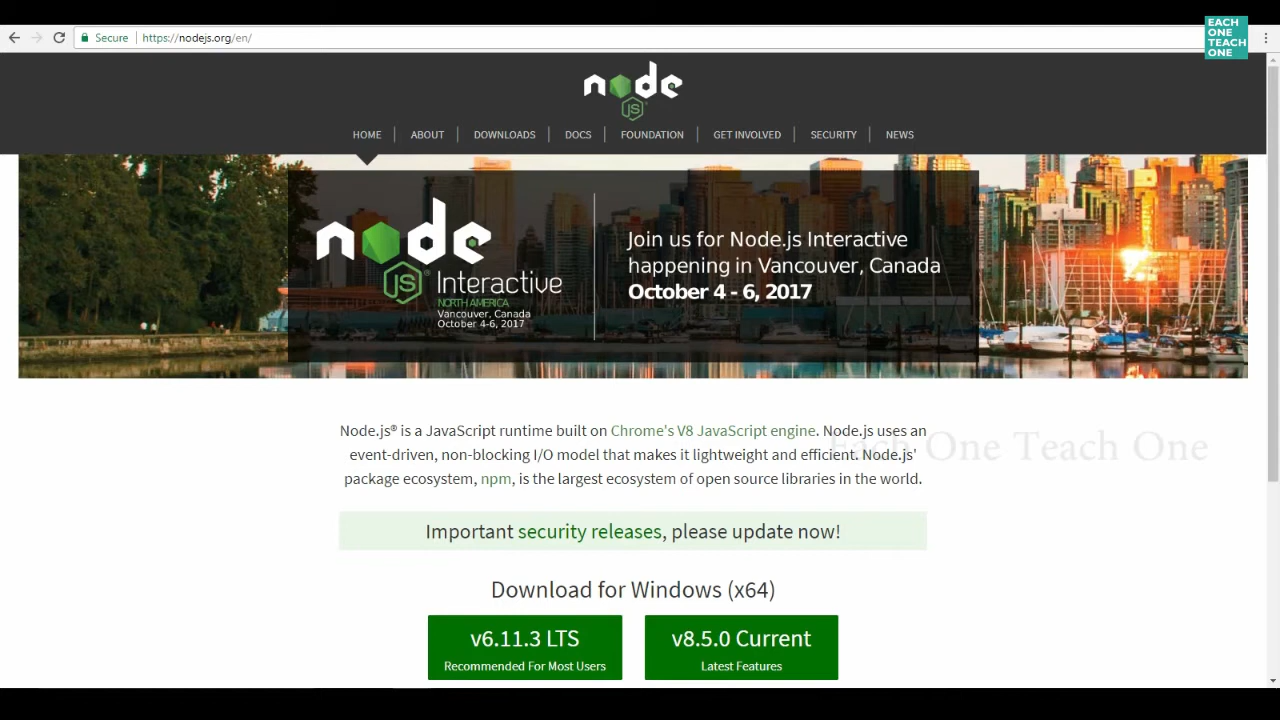 EACH
ONE
TEACH
ONE
Secure https://nodejs.org/en/
node
JS
HOME ABOUT DOWNLOADS DOCS FOUNDATION GET INVOLVED SECURITY NEWS
node
JS® Interactive
NORTH AMERICA
Vancouver, Canada
October 4-6, 2017
Join us for Node.js Interactive
happening in Vancouver, Canada
October 4 - 6, 2017
Node.js® is a JavaScript runtime built on Chrome's V8 JavaScript engine. Node.js uses an
event-driven, non-blocking I/O model that makes it lightweight and efficient. Node.js'
package ecosystem, npm, is the largest ecosystem of open source libraries in the world.
Each One Teach One
Important security releases, please update now!
Download for Windows (x64)
v6.11.3 LTS
Recommended For Most Users
v8.5.0 Current
Latest Features